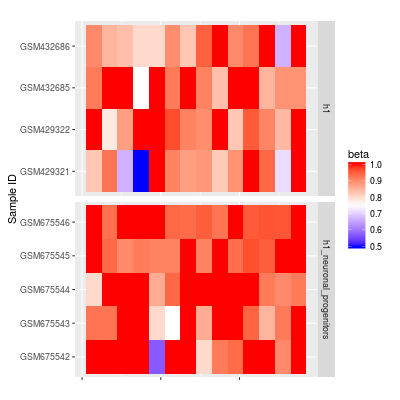 GSM432686
GSM432685
GSM429322
GSM429321
h1
GSM675546
GSM675545
GSM675544
GSM675543
GSM675542
h1_neuronal_progenitors
Sample ID
beta
1.0
0.9
0.8
0.7
0.6
0.5